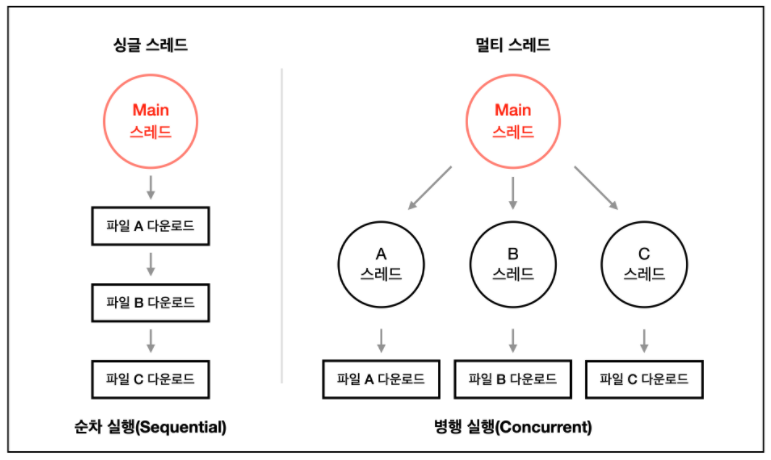 싱글 스레드
Main
스레드
파일 A 다운로드
파일 B 다운로드
파일 C 다운로드
순차 실행(Sequential)
멀티 스레드
Main
스레드
A
스레드
B
스레드
C
스레드
파일 A 다운로드
파일 B 다운로드
파일 C 다운로드
병행 실행(Concurrent)